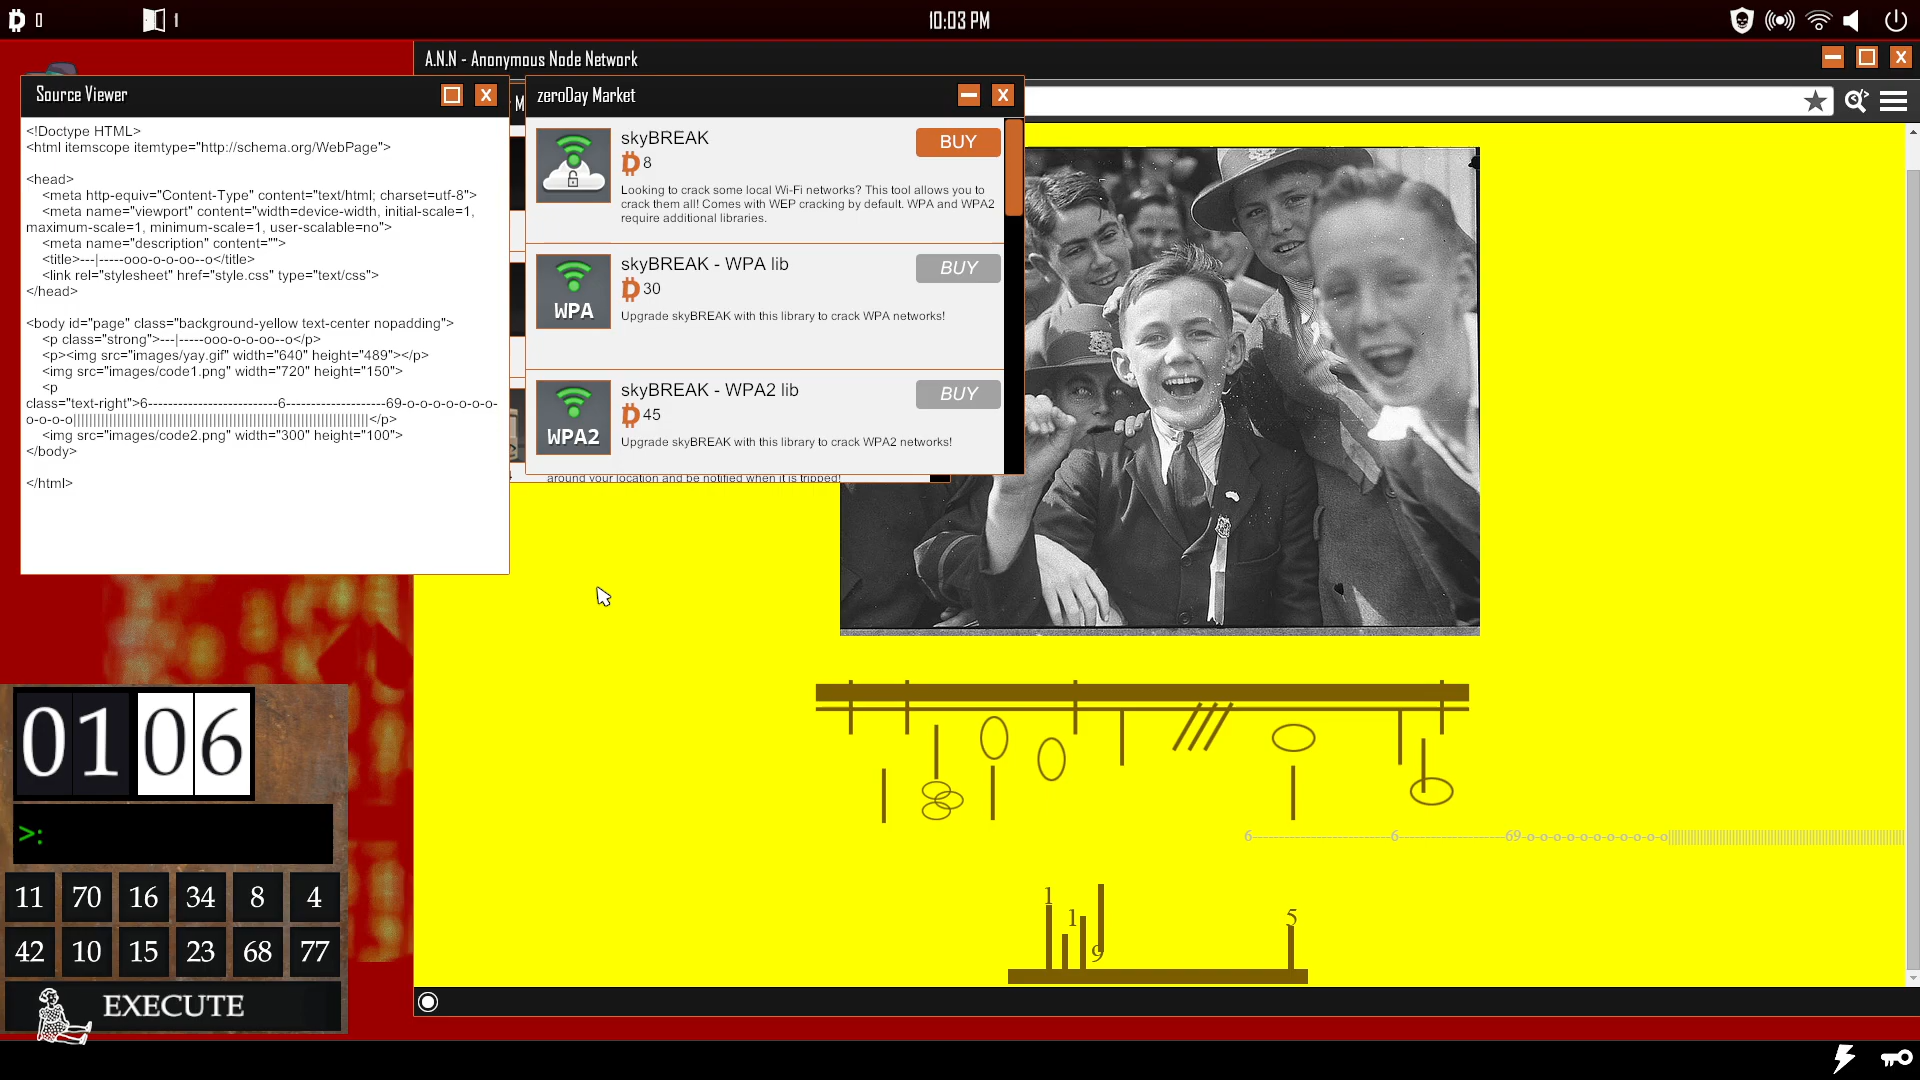 0
1
10:03 PM
A.N.N - Anonymous Node Network
Source Viewer
<!Doctype HTML>
<html itemscope itemtype="http://schema.org/WebPage">
<head>
<meta http-equiv="Content-Type" content="text/html; charset=utf-8">
<meta name="viewport" content="width=device-width, initial-scale=1,
maximum-scale=1, minimum-scale=1, user-scalable=no">
<meta name="description" content="">
<title>---|-----ooo-o-o-oo--o</title>
<link rel="stylesheet" href="style.css" type="text/css">
</head>
<body id="page" class="background-yellow text-center nopadding">
<p class="strong">---|-----ooo-o-o-oo--o</p>
<p><img src="images/yay.gif" width="640" height="489"></p>
<img src="images/code1.png" width="720" height="150">
<p
class="text-right">6--------------------------6--------------------69-o-o-o-o-o-o-o-
o-o-o-o||||||||||||||||||||||||||||||||||||||||||||||||||||||||||||||||||||||||||</p>
<img src="images/code2.png" width="300" height="100">
</body>
</html>
M
zeroDay Market
skyBREAK
8
BUY
Looking to crack some local Wi-Fi networks? This tool allows you to
crack them all! Comes with WEP cracking by default. WPA and WPA2
require additional libraries.
WPA
skyBREAK - WPA lib
30
BUY
Upgrade skyBREAK with this library to crack WPA networks!
WPA2
skyBREAK - WPA2 lib
45
BUY
Upgrade skyBREAK with this library to crack WPA2 networks!
around your location and be notified when it is tripped!
6--------------------------6--------------------69-o-o-o-o-o-o-o-o-o-o-o||||||||||||||||||||||||||||||||||||||||||||||||||||||||||||||||||||||||||
1
1
9
5
01 06
>:
11 70 16 34 8 4
42 10 15 23 68 77
EXECUTE